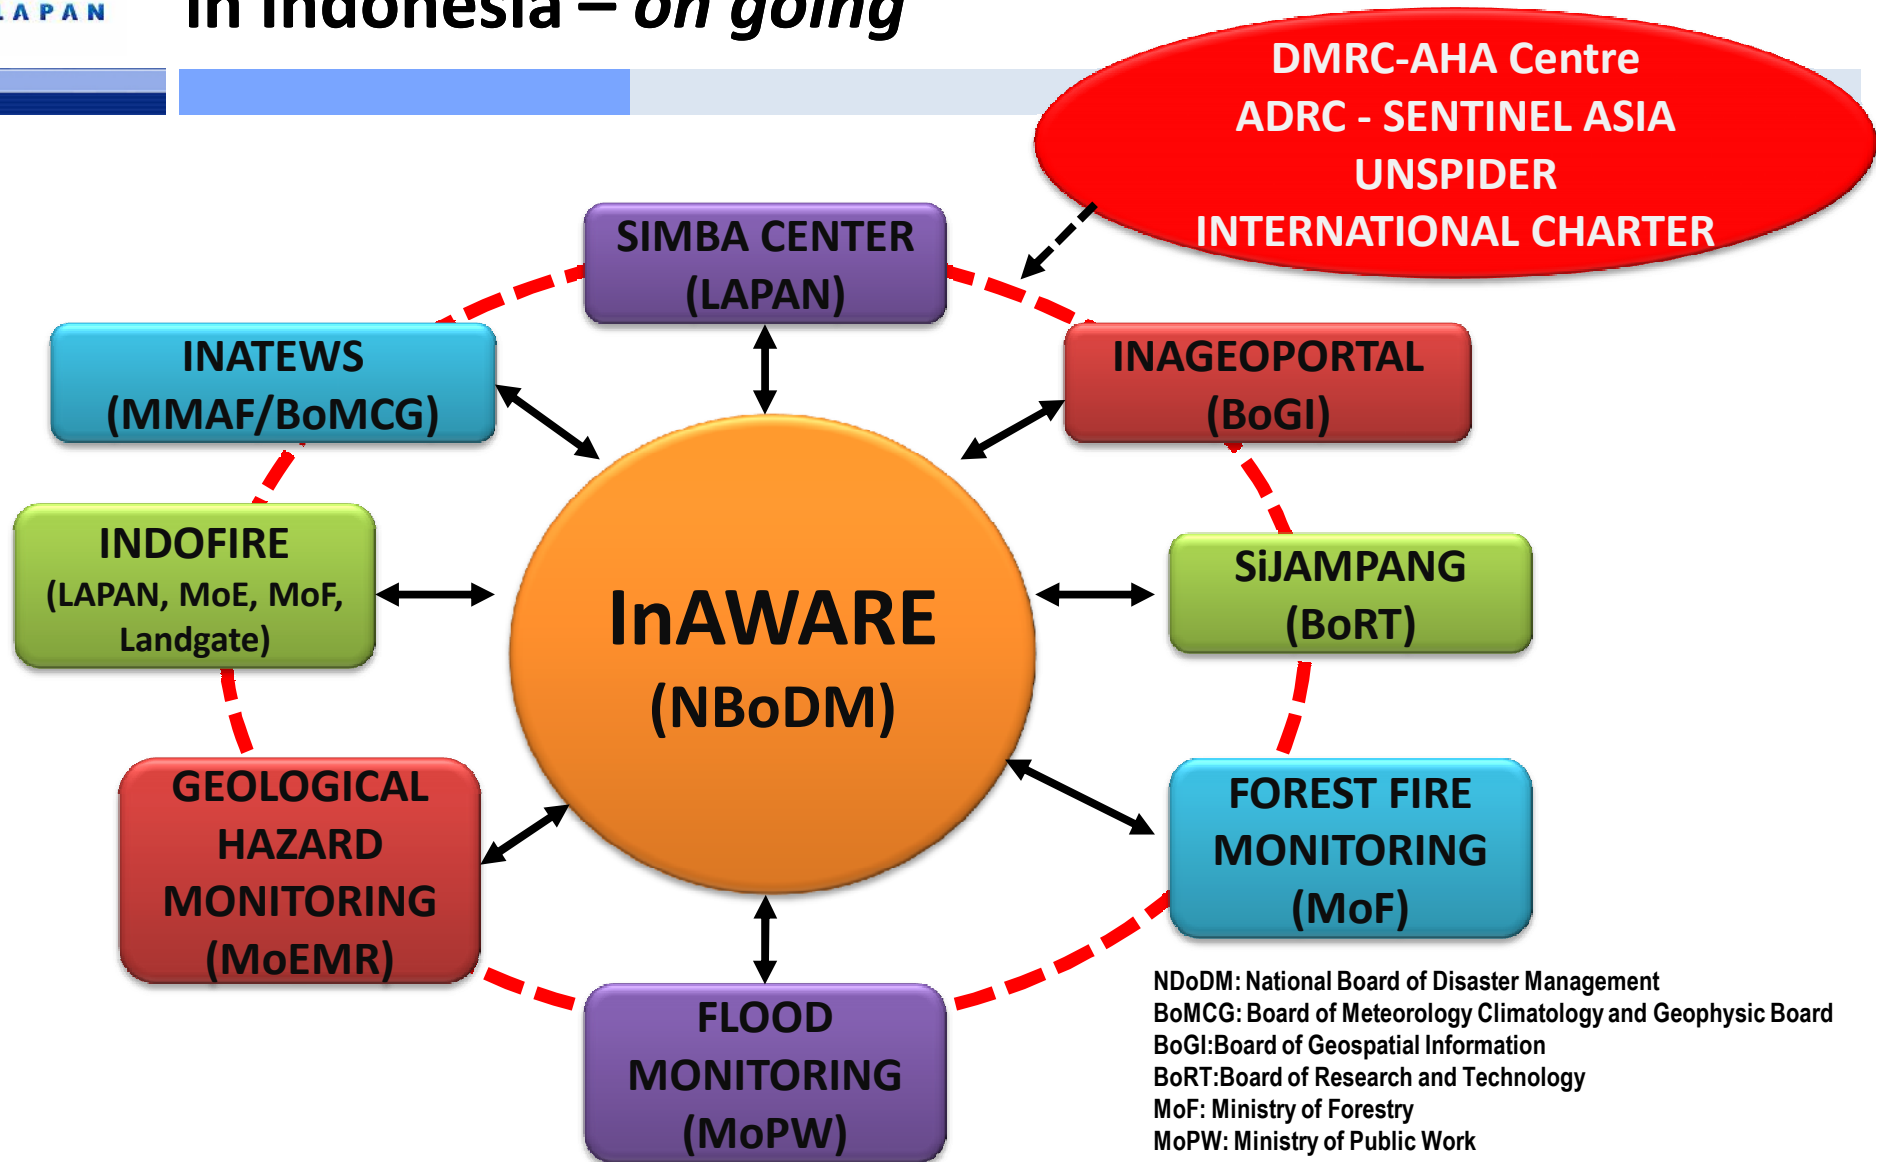 LAPAN
in Indonesia – on going
DMRC-AHA Centre
ADRC - SENTINEL ASIA
UNSPIDER
INTERNATIONAL CHARTER
SIMBA CENTER
(LAPAN)
INATEWS
(MMAF/BoMCG)
INAGEOPORTAL
(BoGI)
INDOFIRE
(LAPAN, MoE, MoF,
Landgate)
InAWARE
(NBoDM)
SiJAMPANG
(BoRT)
GEOLOGICAL
HAZARD
MONITORING
(MoEMR)
FOREST FIRE
MONITORING
(MoF)
FLOOD
MONITORING
(MoPW)
NDoDM: National Board of Disaster Management
BoMCG: Board of Meteorology Climatology and Geophysic Board
BoGI:Board of Geospatial Information
BoRT:Board of Research and Technology
MoF: Ministry of Forestry
MoPW: Ministry of Public Work